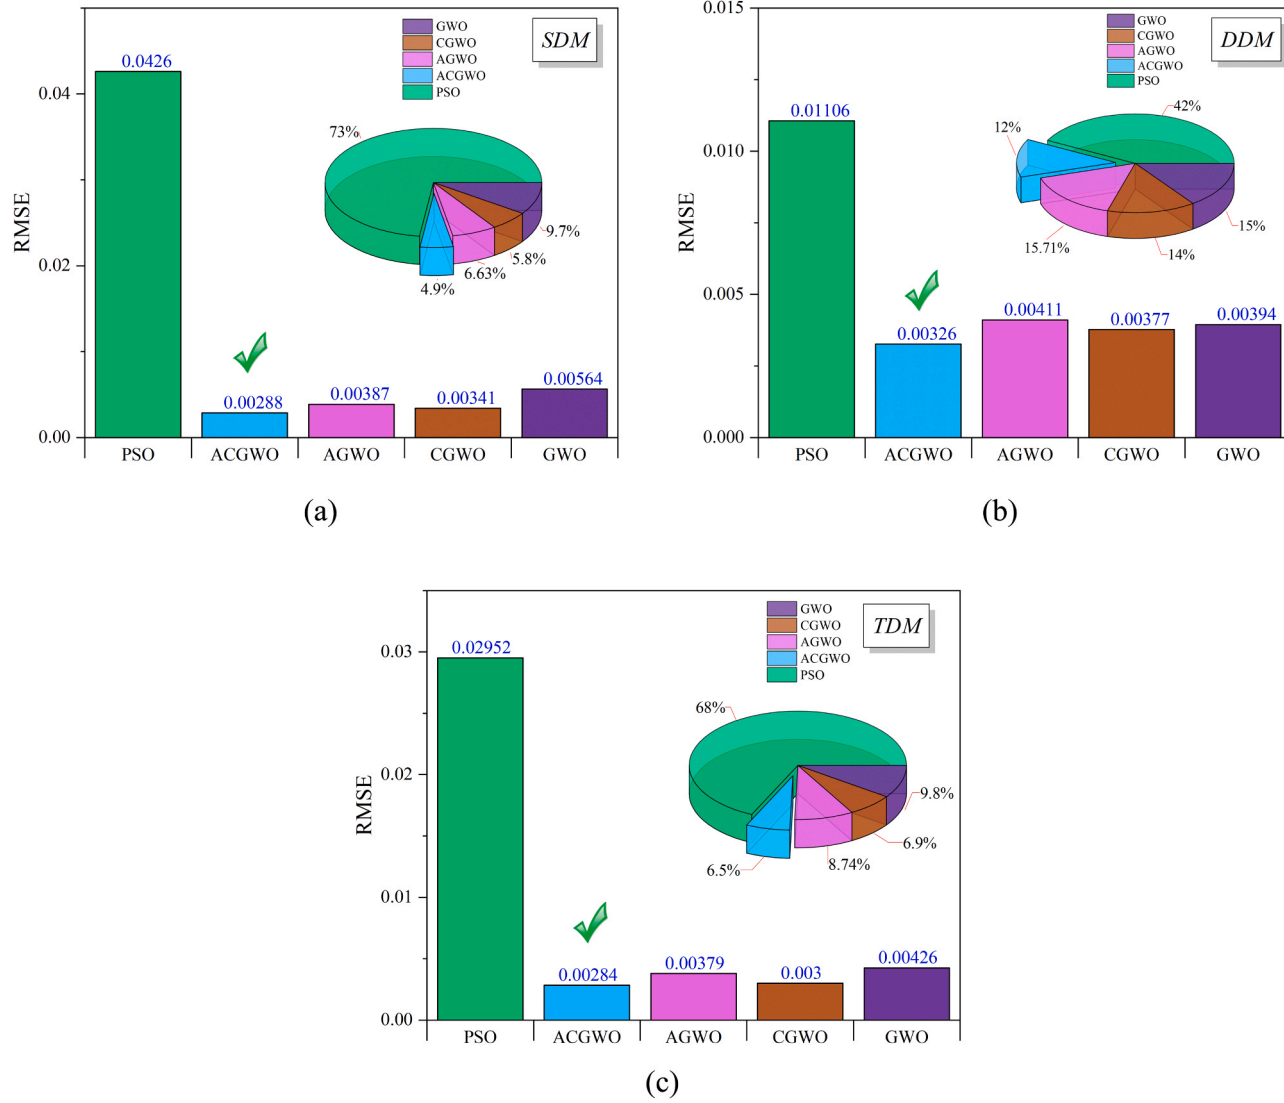 GWO
CGWO
AGWO
ACGWO
PSO
SDM
RMSE
0.04
0.02
0.00
0.0426
0.00288
0.00387
0.00341
0.00564
73%
4.9%
6.63%
5.8%
9.7%
PSO ACGWO AGWO CGWO GWO
(a)
GWO
CGWO
AGWO
ACGWO
PSO
DDM
RMSE
0.015
0.010
0.005
0.000
0.01106
0.00326
0.00411
0.00377
0.00394
42%
12%
15.71%
14%
15%
PSO ACGWO AGWO CGWO GWO
(b)
GWO
CGWO
AGWO
ACGWO
PSO
TDM
RMSE
0.03
0.02
0.01
0.00
0.02952
0.00284
0.00379
0.003
0.00426
68%
6.5%
8.74%
6.9%
9.8%
PSO ACGWO AGWO CGWO GWO
(c)